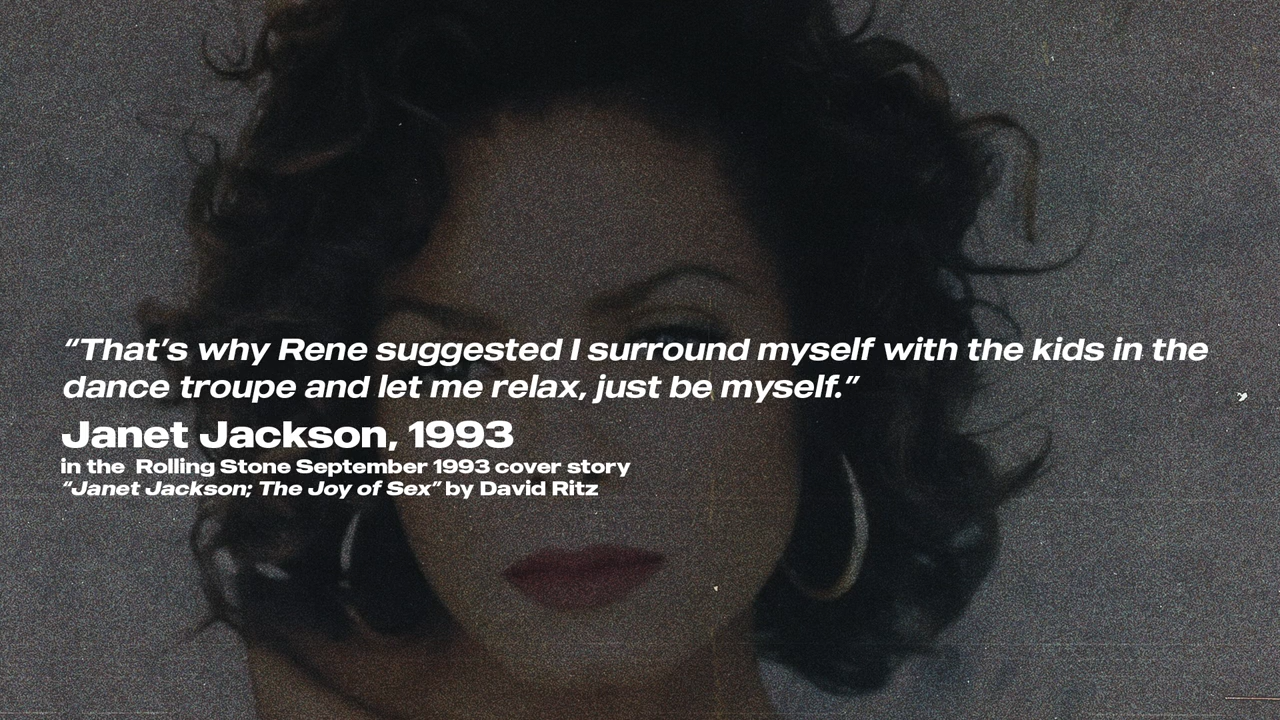 “That’s why Rene suggested I surround myself with the kids in the
dance troupe and let me relax, just be myself.”
Janet Jackson, 1993
in the Rolling Stone September 1993 cover story
“Janet Jackson; The Joy of Sex” by David Ritz